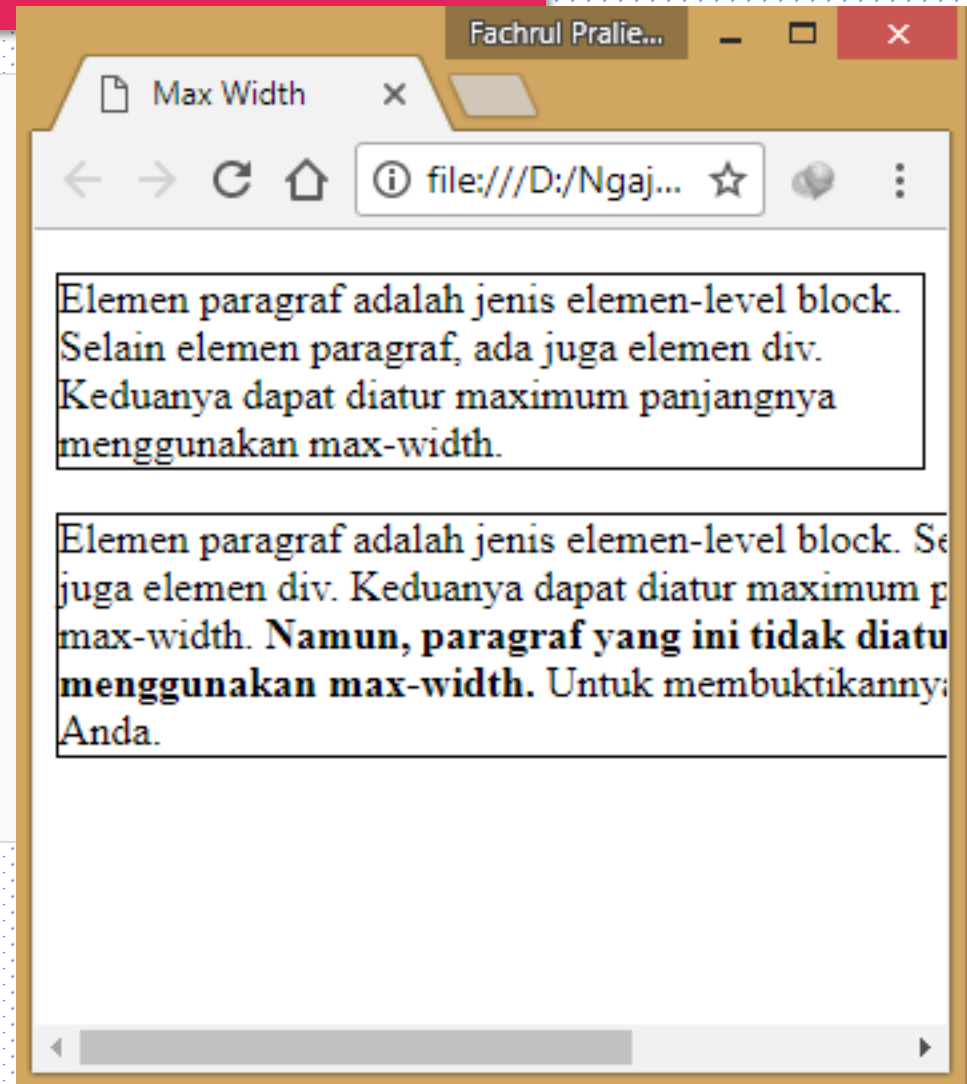 Fachrul Pralie...
Max Width
file:///D:/Ngaj...
Elemen paragraf adalah jenis elemen-level block.
Selain elemen paragraf, ada juga elemen div.
Keduanya dapat diatur maximum panjangnya
menggunakan max-width.
Elemen paragraf adalah jenis elemen-level block. Se
juga elemen div. Keduanya dapat diatur maximum p
max-width. Namun, paragraf yang ini tidak diatu
menggunakan max-width. Untuk membuktikannya
Anda.